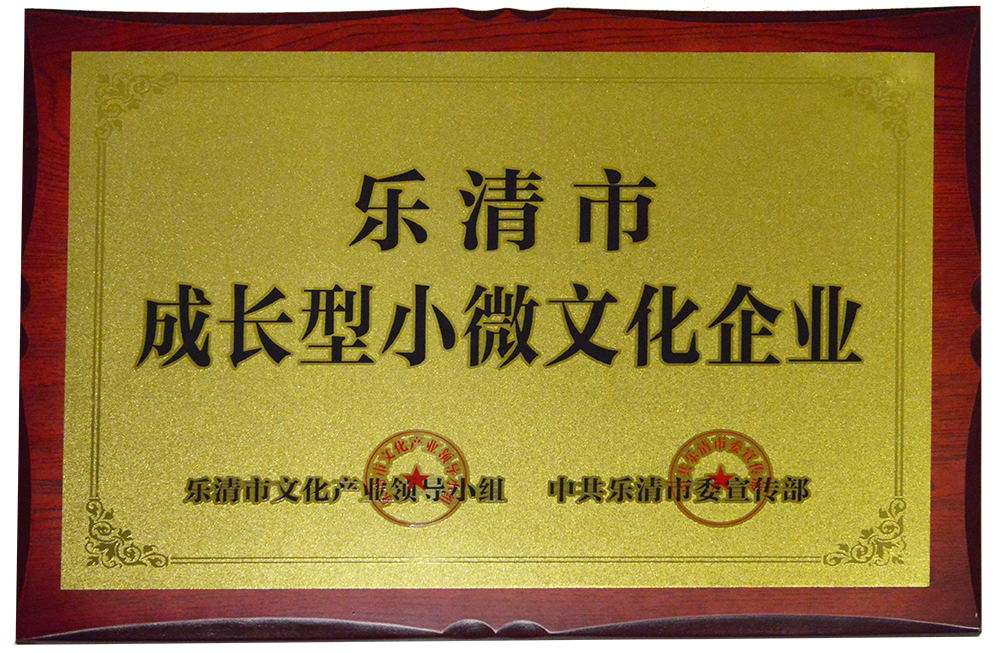 乐清市
成长型小微文化企业
乐清市文化产业领导小组 中共乐清市委宣传部